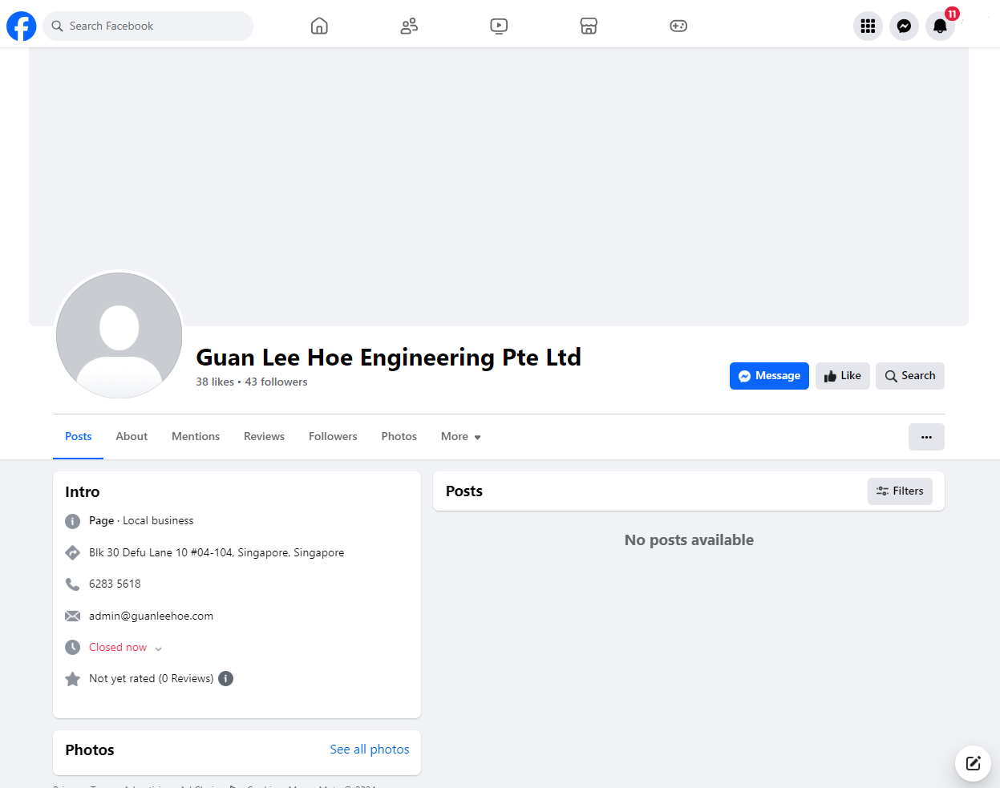 Search Facebook
11
Guan Lee Hoe Engineering Pte Ltd
38 likes • 43 followers
Message
Like
Search
Posts
About
Mentions
Reviews
Followers
Photos
More
Intro
Page · Local business
Blk 30 Defu Lane 10 #04-104, Singapore, Singapore
6283 5618
admin@guanleehoe.com
Closed now
Not yet rated (0 Reviews)
Photos
See all photos
Posts
Filters
No posts available